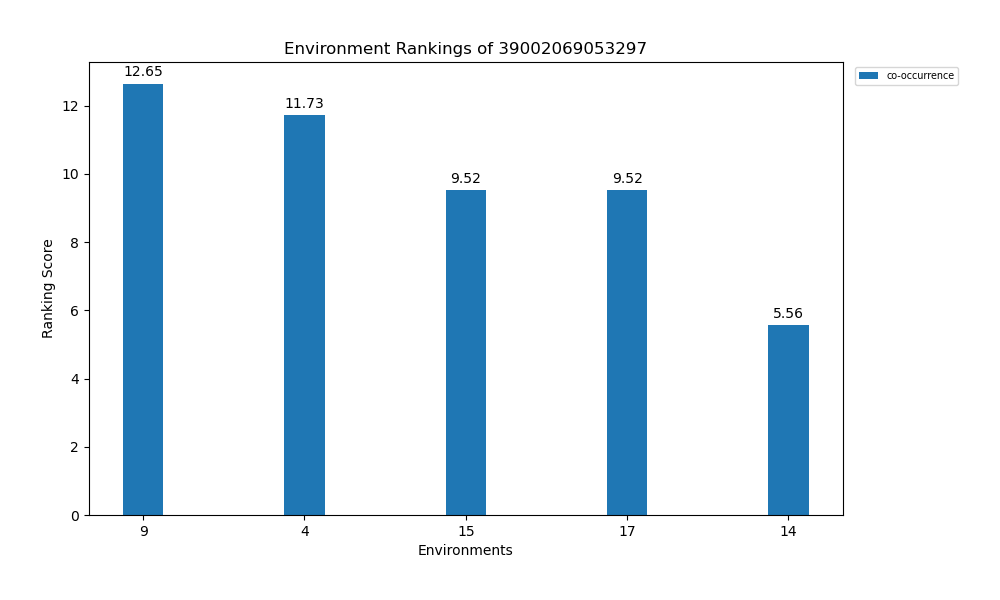 Environment Rankings of 39002069053297
co-occurrence
12.65
11.73
9.52
9.52
5.56
Ranking Score
12
10
8
6
4
2
0
9 4 15 17 14
Environments